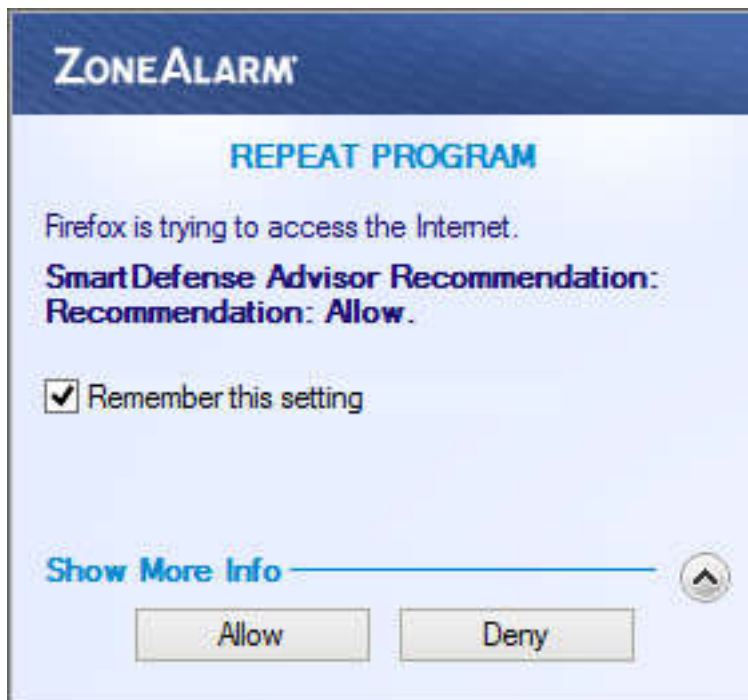 ZONEALARM
REPEAT PROGRAM
Firefox is trying to access the Internet.
SmartDefense Advisor Recommendation:
Recommendation: Allow.
Remember this setting
Show More Info
Allow
Deny